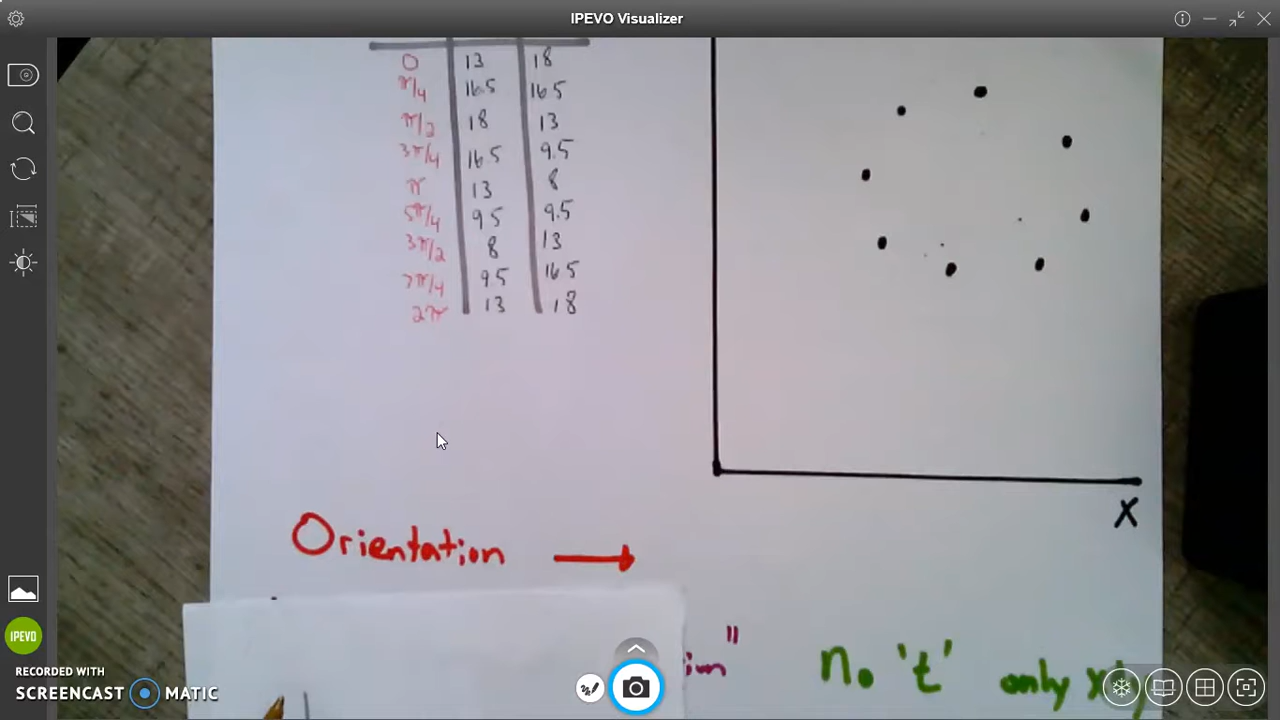 IPEVO Visualizer
0 13 18
π/4 16.5 16.5
π/2 18 13
3π/4 16.5 9.5
π 13 8
5π/4 9.5 9.5
3π/2 8 13
7π/4 9.5 16.5
2π 13 18
X
Orientation →
"
no 't' only x
IPEVO
RECORDED WITH
SCREENCAST MATIC